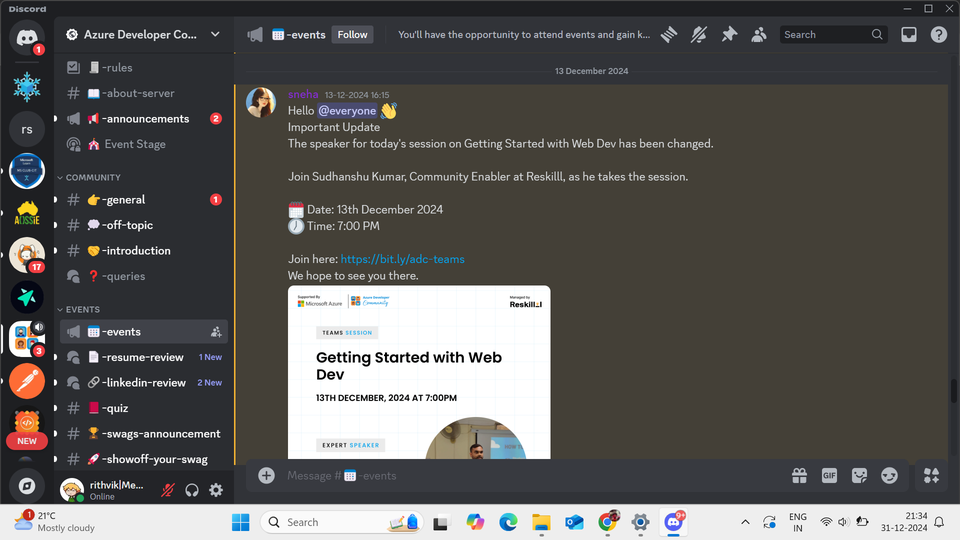 Discord
Azure Developer Co...
-events
Follow
You'll have the opportunity to attend events and gain k...
Search
1
rs
17
3
NEW
-rules
-about-server
-announcements
2
Event Stage
COMMUNITY
-general
1
-off-topic
-introduction
-queries
EVENTS
-events
-resume-review
1 New
-linkedin-review
2 New
-quiz
-swags-announcement
-showoff-your-swag
rithvik|Me...
Online
13 December 2024
sneha 13-12-2024 16:15
Hello @everyone
Important Update
The speaker for today's session on Getting Started with Web Dev has been changed.
Join Sudhanshu Kumar, Community Enabler at Reskilll, as he takes the session.
Date: 13th December 2024
Time: 7:00 PM
Join here: https://bit.ly/adc-teams
We hope to see you there.
Supported By
Microsoft Azure
Azure Developer
Community
Managed by
Reskilll
TEAMS SESSION
Getting Started with Web
Dev
13TH DECEMBER, 2024 AT 7:00PM
EXPERT SPEAKER
Message # -events
GIF
1
21°C
Mostly cloudy
Search
9+
ENG
IN
21:34
31-12-2024